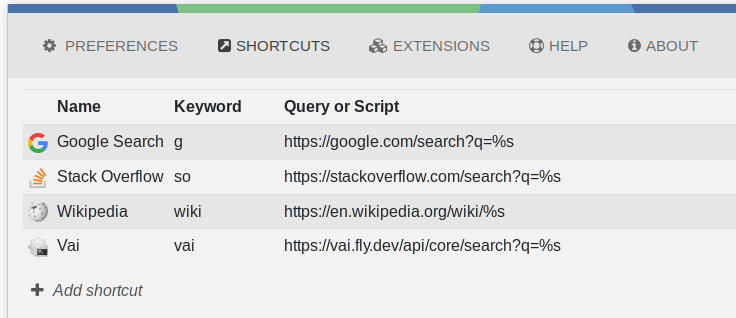 PREFERENCES SHORTCUTS EXTENSIONS HELP ABOUT
Name Keyword Query or Script
Google Search g https://google.com/search?q=%s
Stack Overflow so https://stackoverflow.com/search?q=%s
Wikipedia wiki https://en.wikipedia.org/wiki/%s
Vai vai https://vai.fly.dev/api/core/search?q=%s
Add shortcut